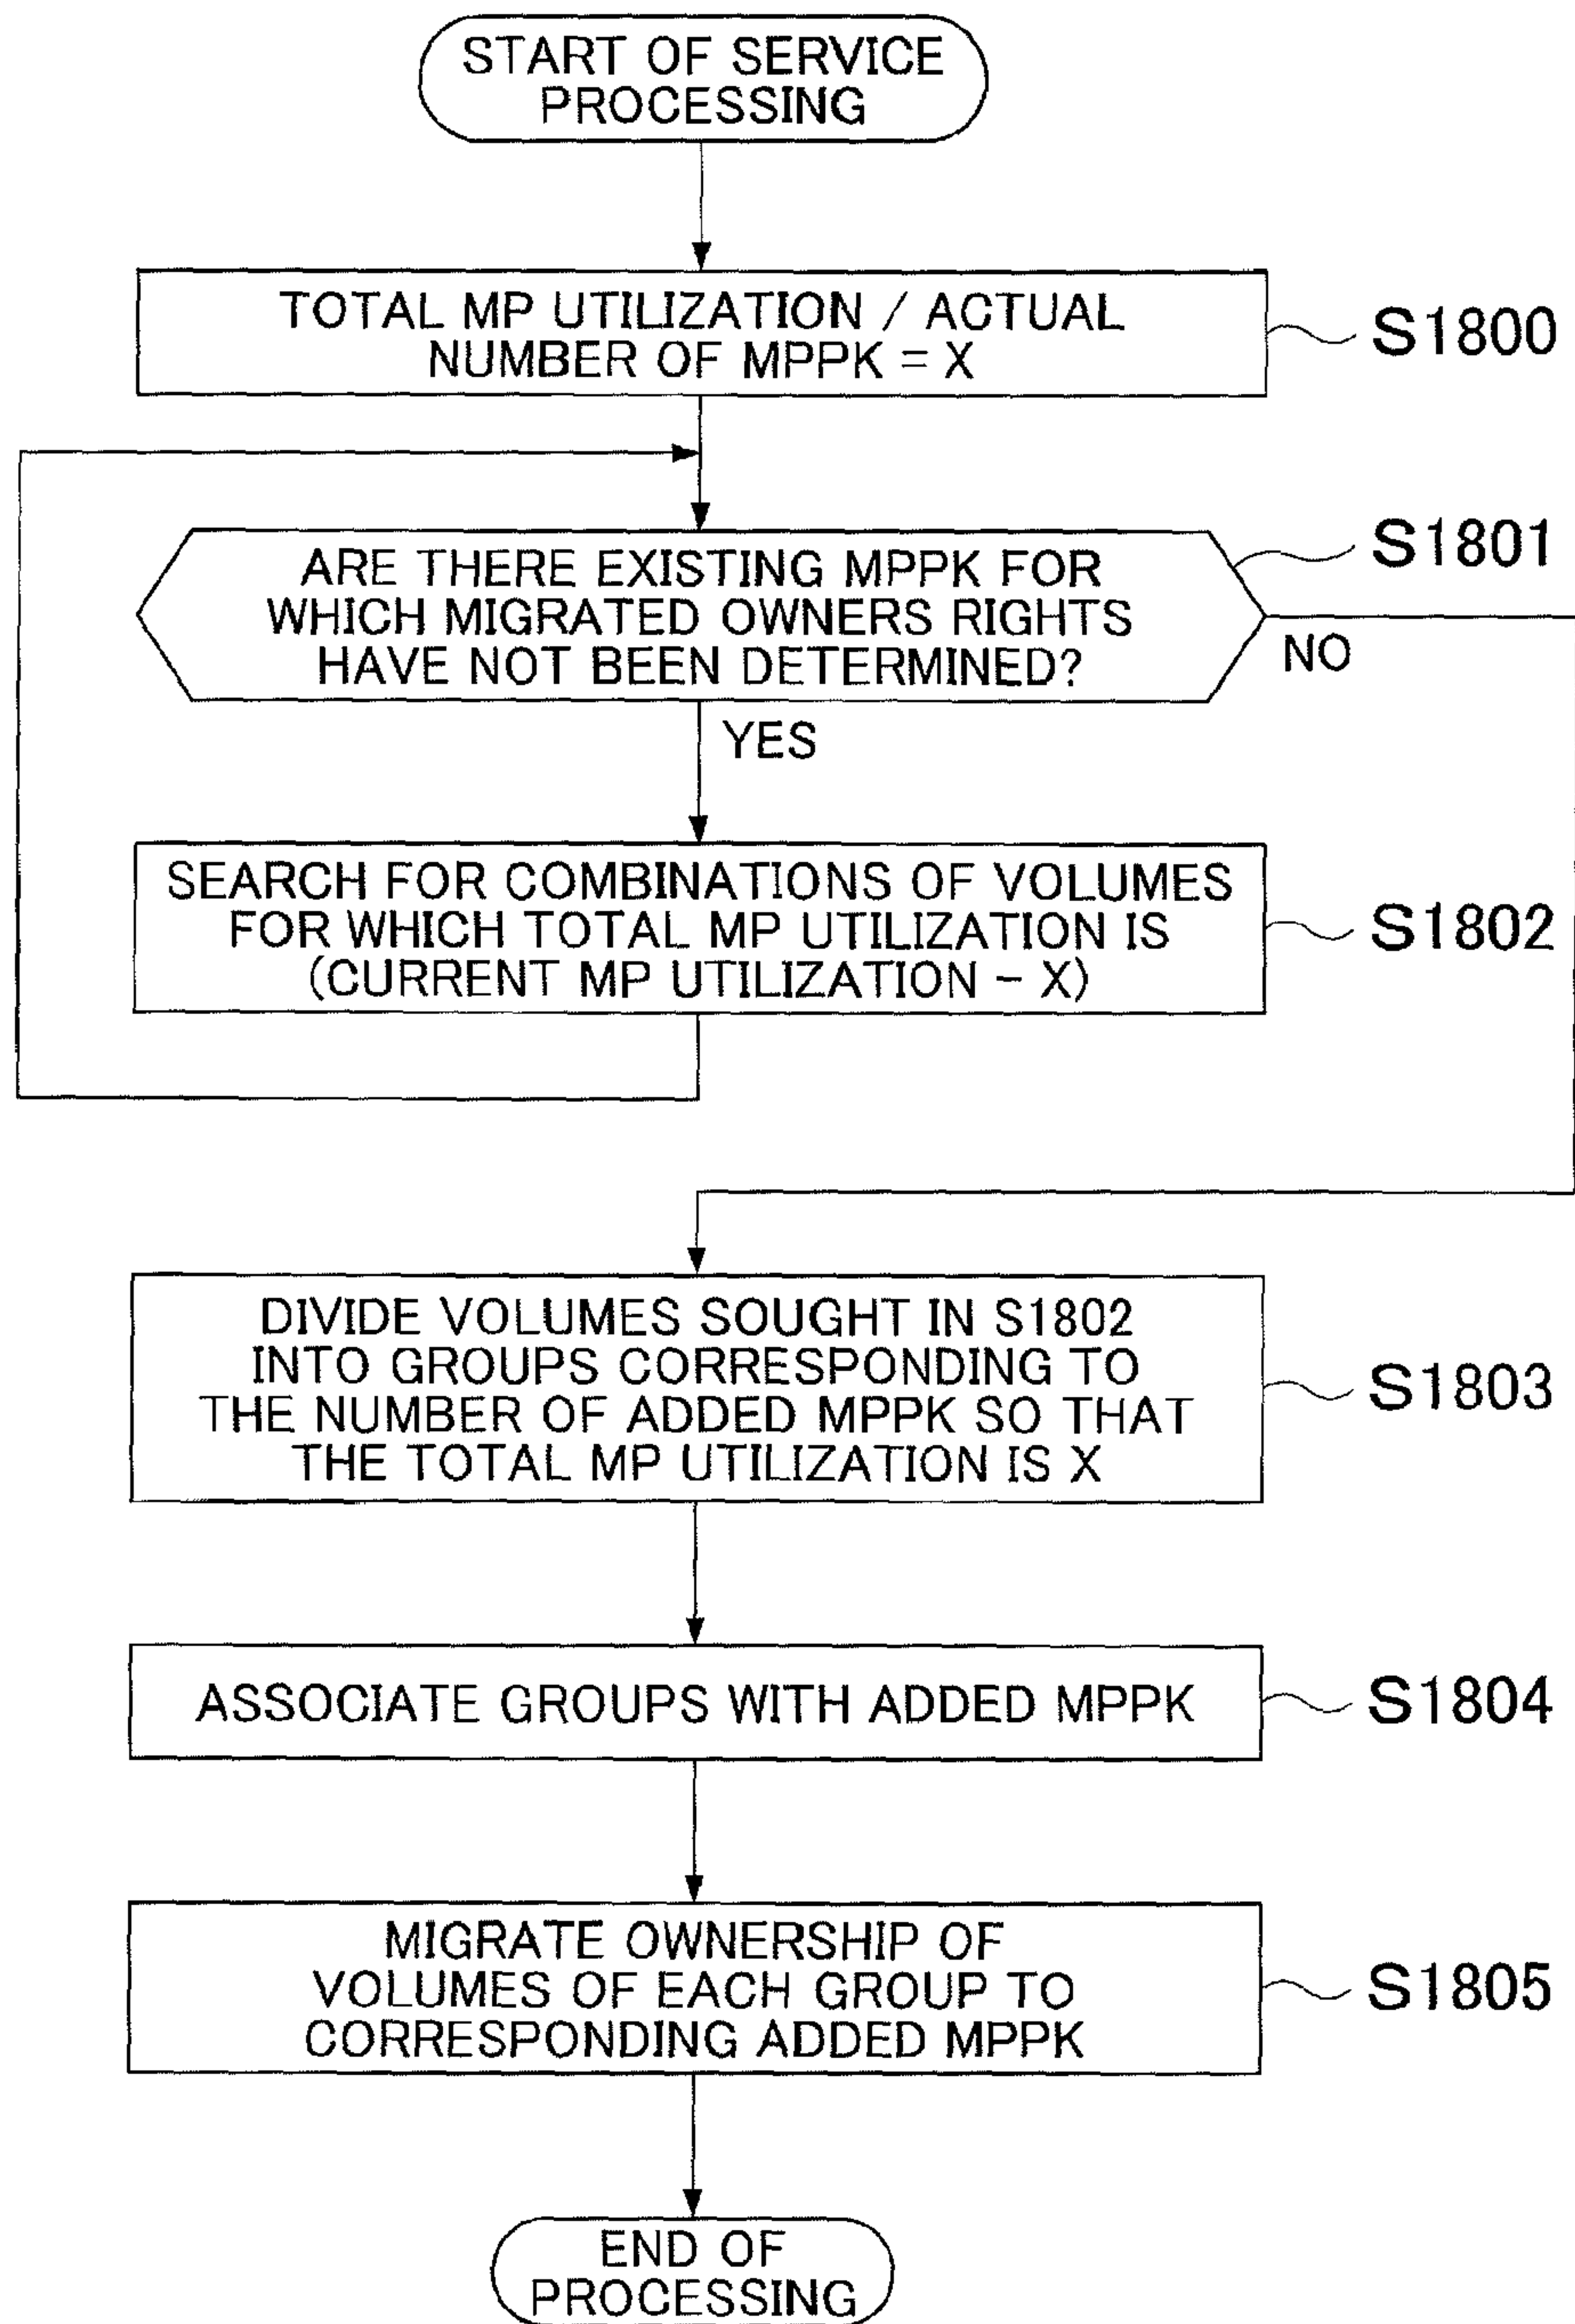 START OF SERVICE
PROCESSING
TOTAL MP UTILIZATION / ACTUAL
NUMBER OF MPPK = X
S1800
ARE THERE EXISTING MPPK FOR
WHICH MIGRATED OWNERS RIGHTS
HAVE NOT BEEN DETERMINED?
S1801
NO
YES
SEARCH FOR COMBINATIONS OF VOLUMES
FOR WHICH TOTAL MP UTILIZATION IS
(CURRENT MP UTILIZATION - X)
S1802
DIVIDE VOLUMES SOUGHT IN S1802
INTO GROUPS CORRESPONDING TO
THE NUMBER OF ADDED MPPK SO THAT
THE TOTAL MP UTILIZATION IS X
S1803
ASSOCIATE GROUPS WITH ADDED MPPK
S1804
MIGRATE OWNERSHIP OF
VOLUMES OF EACH GROUP TO
CORRESPONDING ADDED MPPK
S1805
END OF
PROCESSING